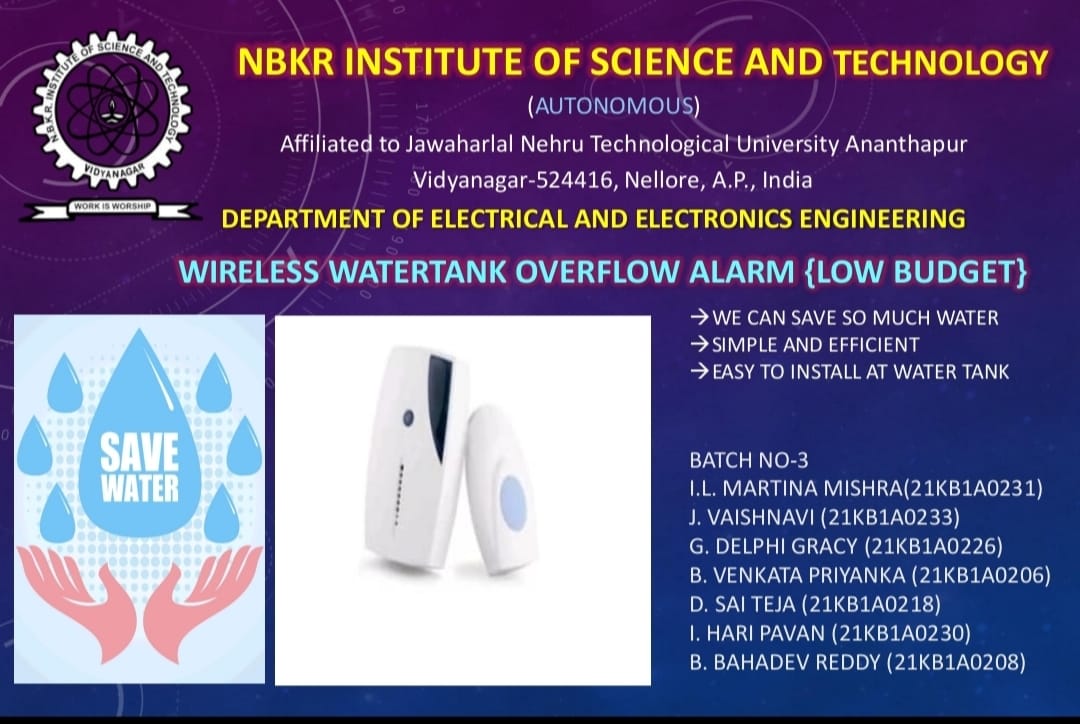 N.B.K.R. INSTITUTE OF SCIENCE AND TECHNOLOGY
VIDYANAGAR
WORK IS WORSHIP
NBKR INSTITUTE OF SCIENCE AND TECHNOLOGY
(AUTONOMOUS)
Affiliated to Jawaharlal Nehru Technological University Ananthapur
Vidyanagar-524416, Nellore, A.P., India
DEPARTMENT OF ELECTRICAL AND ELECTRONICS ENGINEERING
WIRELESS WATERTANK OVERFLOW ALARM {LOW BUDGET}
SAVE
WATER
→WE CAN SAVE SO MUCH WATER
→SIMPLE AND EFFICIENT
→EASY TO INSTALL AT WATER TANK
BATCH NO-3
I.L. MARTINA MISHRA(21KB1A0231)
J. VAISHNAVI (21KB1A0233)
G. DELPHI GRACY (21KB1A0226)
B. VENKATA PRIYANKA (21KB1A0206)
D. SAI TEJA (21KB1A0218)
I. HARI PAVAN (21KB1A0230)
B. BAHADEV REDDY (21KB1A0208)